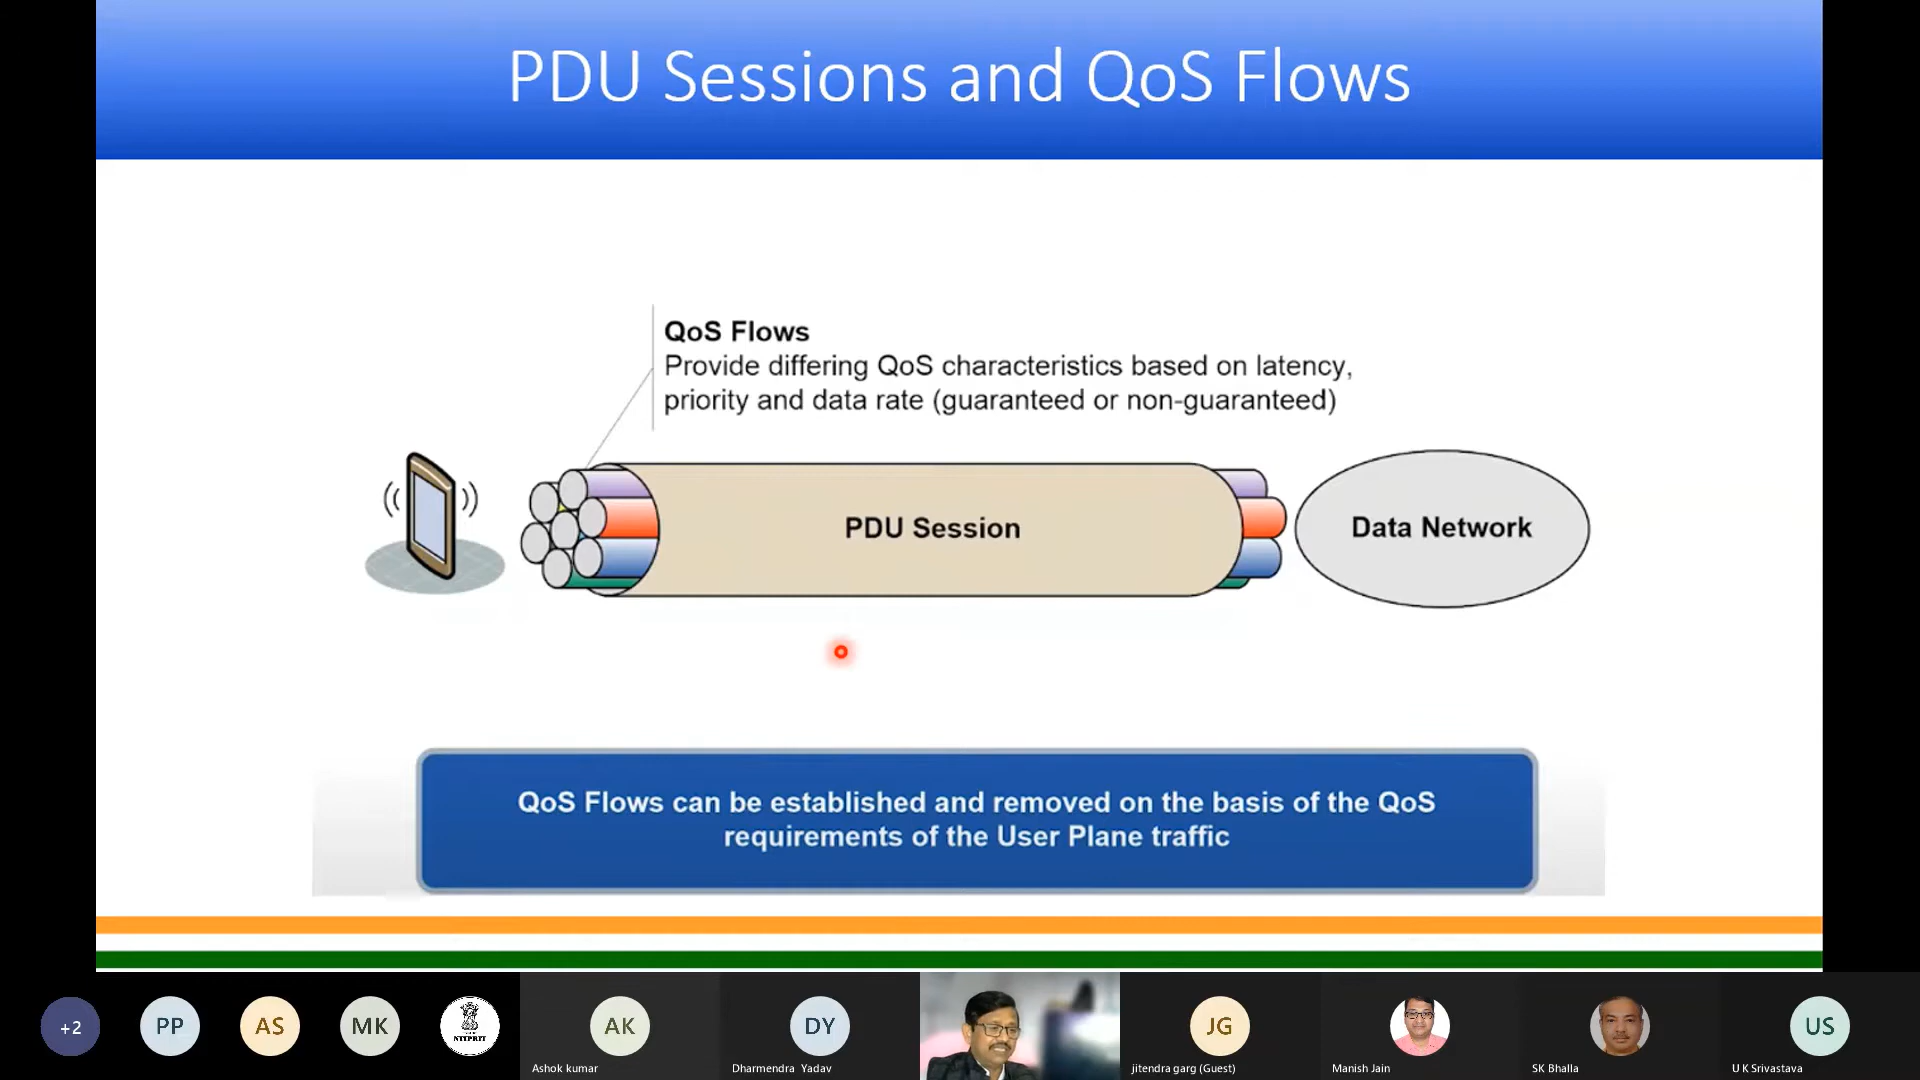 PDU Sessions and QoS Flows
QoS Flows
Provide differing QoS characteristics based on latency,
priority and data rate (guaranteed or non-guaranteed)
PDU Session
Data Network
QoS Flows can be established and removed on the basis of the QoS
requirements of the User Plane traffic
+2
PP
AS
MK
NTIPRIT
AK
DY
JG
US
Ashok kumar
Dharmendra Yadav
jitendra garg (Guest)
Manish Jain
SK Bhalla
U K Srivastava